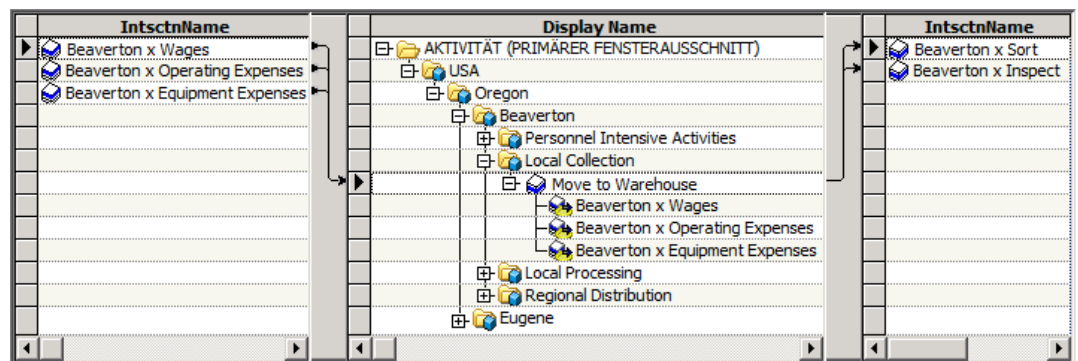 IntsctnName
Beaverton x Wages
Beaverton x Operating Expenses
Beaverton x Equipment Expenses
Display Name
AKTIVITÄT (PRIMÄRER FENSTERAUSSCHNITT)
USA
Oregon
Beaverton
Personnel Intensive Activities
Local Collection
Move to Warehouse
Beaverton x Wages
Beaverton x Operating Expenses
Beaverton x Equipment Expenses
Local Processing
Regional Distribution
Eugene
IntsctnName
Beaverton x Sort
Beaverton x Inspect